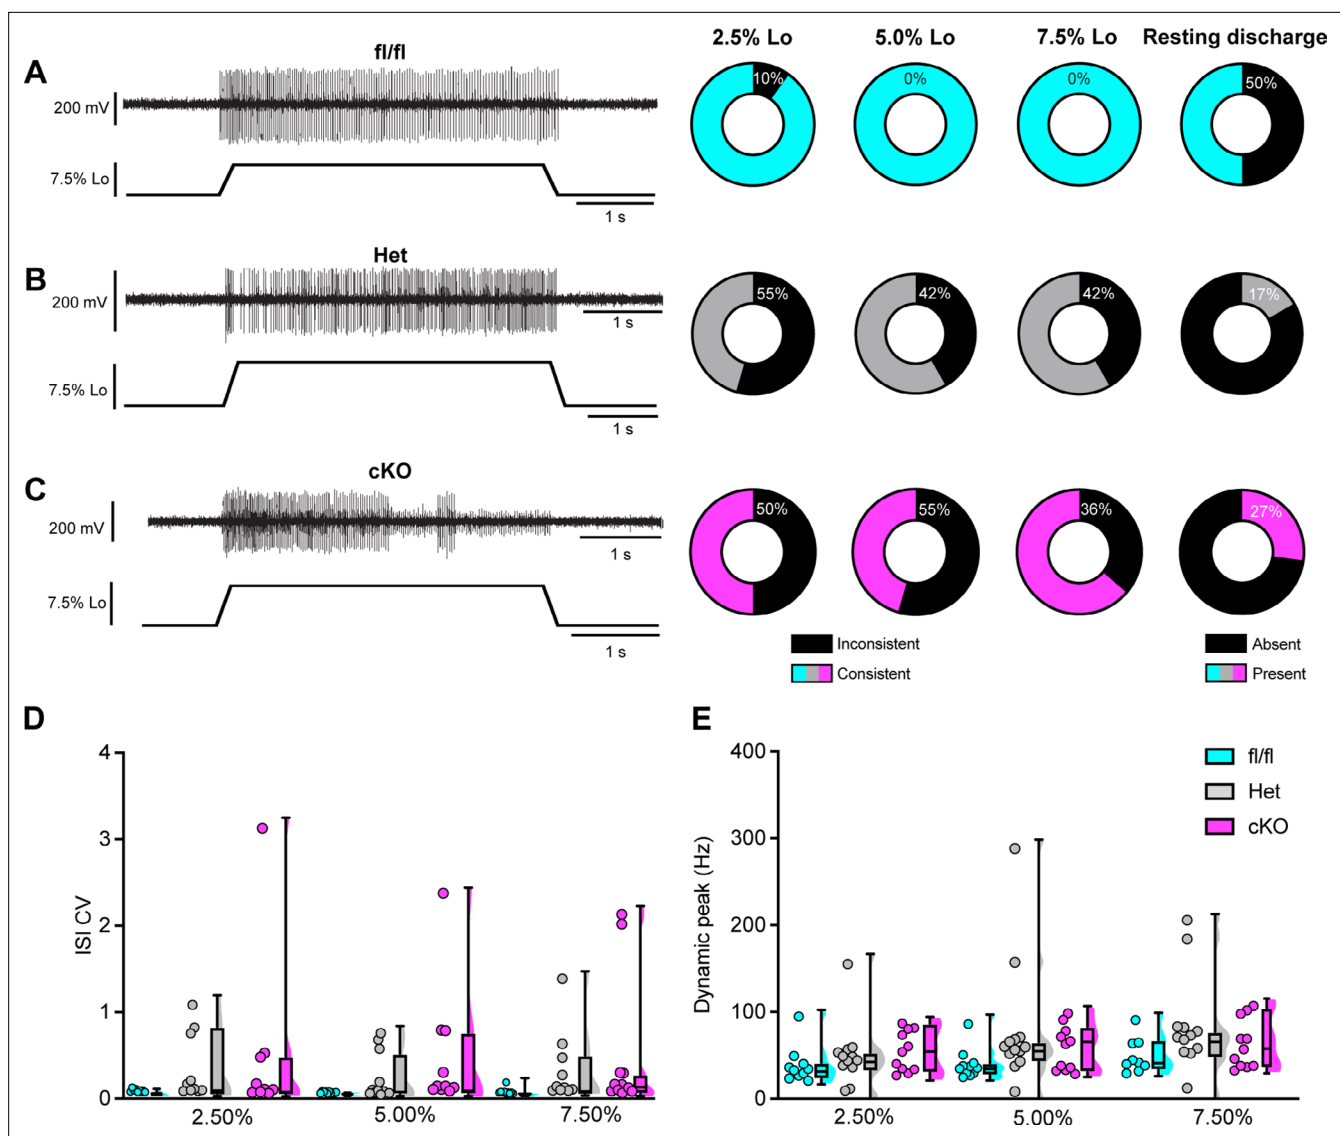 2.5% Lo 5.0% Lo 7.5% Lo Resting discharge
A fl/fl
200 mV
7.5% Lo
1 s
10% 0% 0% 50%
B Het
200 mV
1 s
7.5% Lo
1 s
55% 42% 42% 17%
C cKO
200 mV
1 s
7.5% Lo
1 s
50% 55% 36% 27%
Inconsistent
Consistent
Absent
Present
D
ISI CV
4
3
2
1
0
2.50% 5.00% 7.50%
E
Dynamic peak (Hz)
400
300
200
100
0
2.50% 5.00% 7.50%
fl/fl
Het
cKO